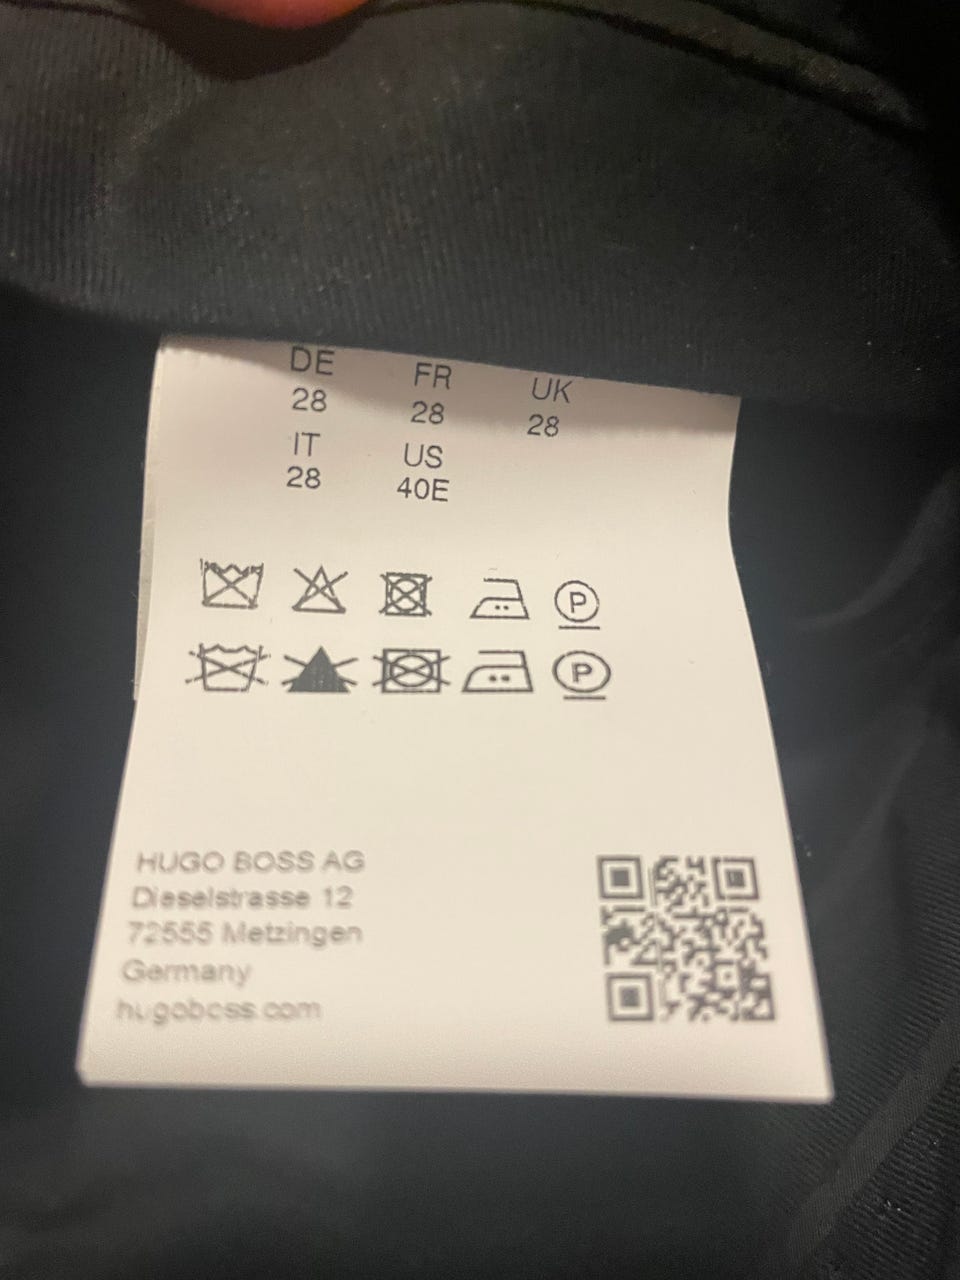 DE FR UK
28 28 28
IT US
28 40E
P
P
HUGO BOSS AG
Dieselstrasse 12
72555 Metzingen
Germany
hugoboss.com